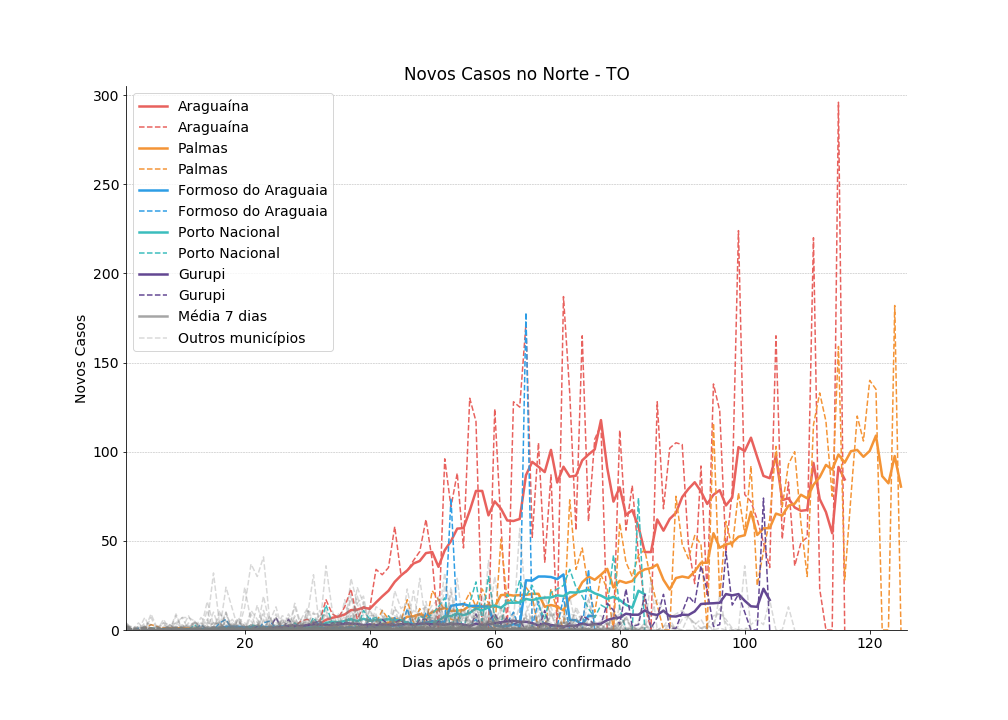 Novos Casos no Norte - TO
Araguaína
Araguaína
Palmas
Palmas
Formoso do Araguaia
Formoso do Araguaia
Porto Nacional
Porto Nacional
Gurupi
Gurupi
Média 7 dias
Outros municípios
Novos Casos
300
250
200
150
100
50
0
20
40
60
80
100
120
Dias após o primeiro confirmado